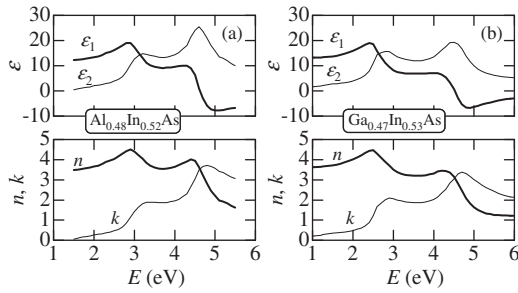 30
(a)
(b)
20
10
0
-10
ε
ε₁
ε₂
ε₁
ε₂
Al₀.₄₈In₀.₅₂As
Ga₀.₄₇In₀.₅₃As
5
4
3
2
1
0
n, k
n
k
n
k
1 2 3 4 5 6
E (eV)
30
20
10
0
-10
ε
5
4
3
2
1
0
n, k
1 2 3 4 5 6
E (eV)